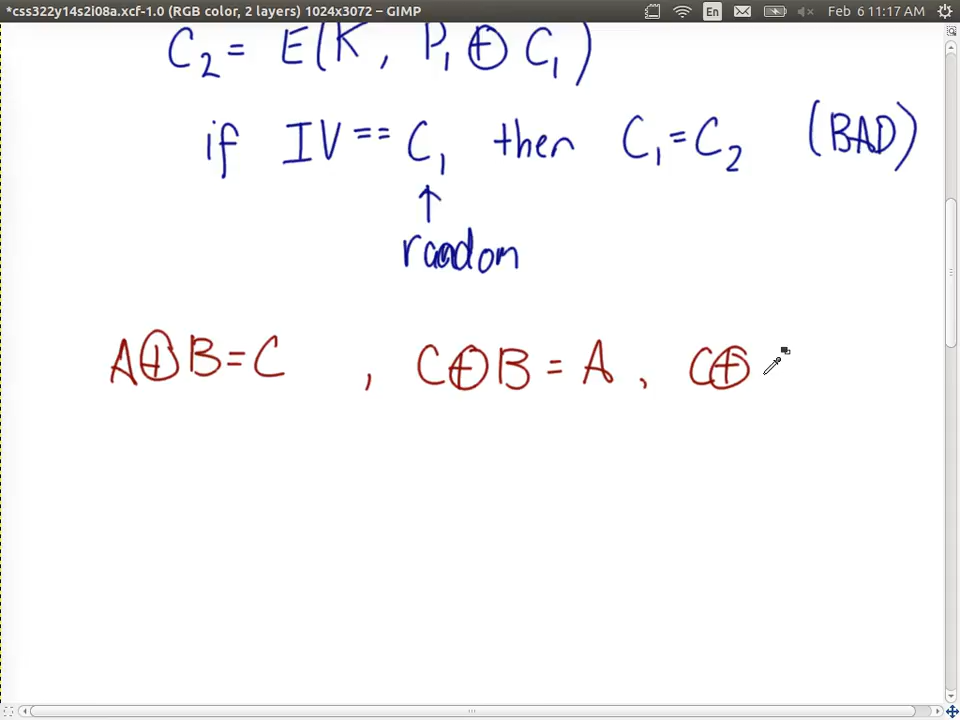 *css322y14s2i08a.xcf-1.0 (RGB color, 2 layers) 1024x3072 – GIMP En Feb 6 11:17 AM
C₂ = E(K, P₁ ⊕ C₁)
if IV == C₁ then C₁ = C₂ (BAD)
↑
random
A ⊕ B = C , C ⊕ B = A , C ⊕